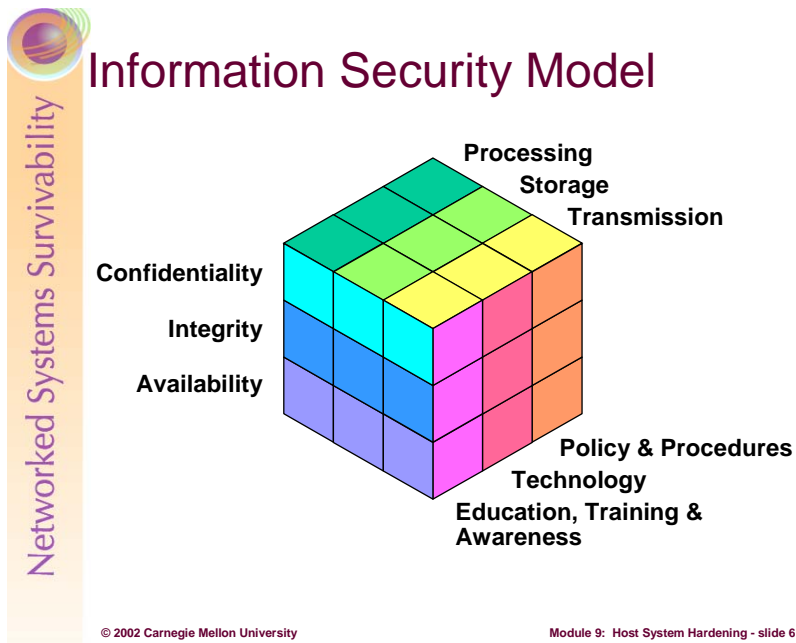 Information Security Model
Networked Systems Survivability
Processing
Storage
Transmission
Confidentiality
Integrity
Availability
Policy & Procedures
Technology
Education, Training &
Awareness
© 2002 Carnegie Mellon University
Module 9: Host System Hardening - slide 6